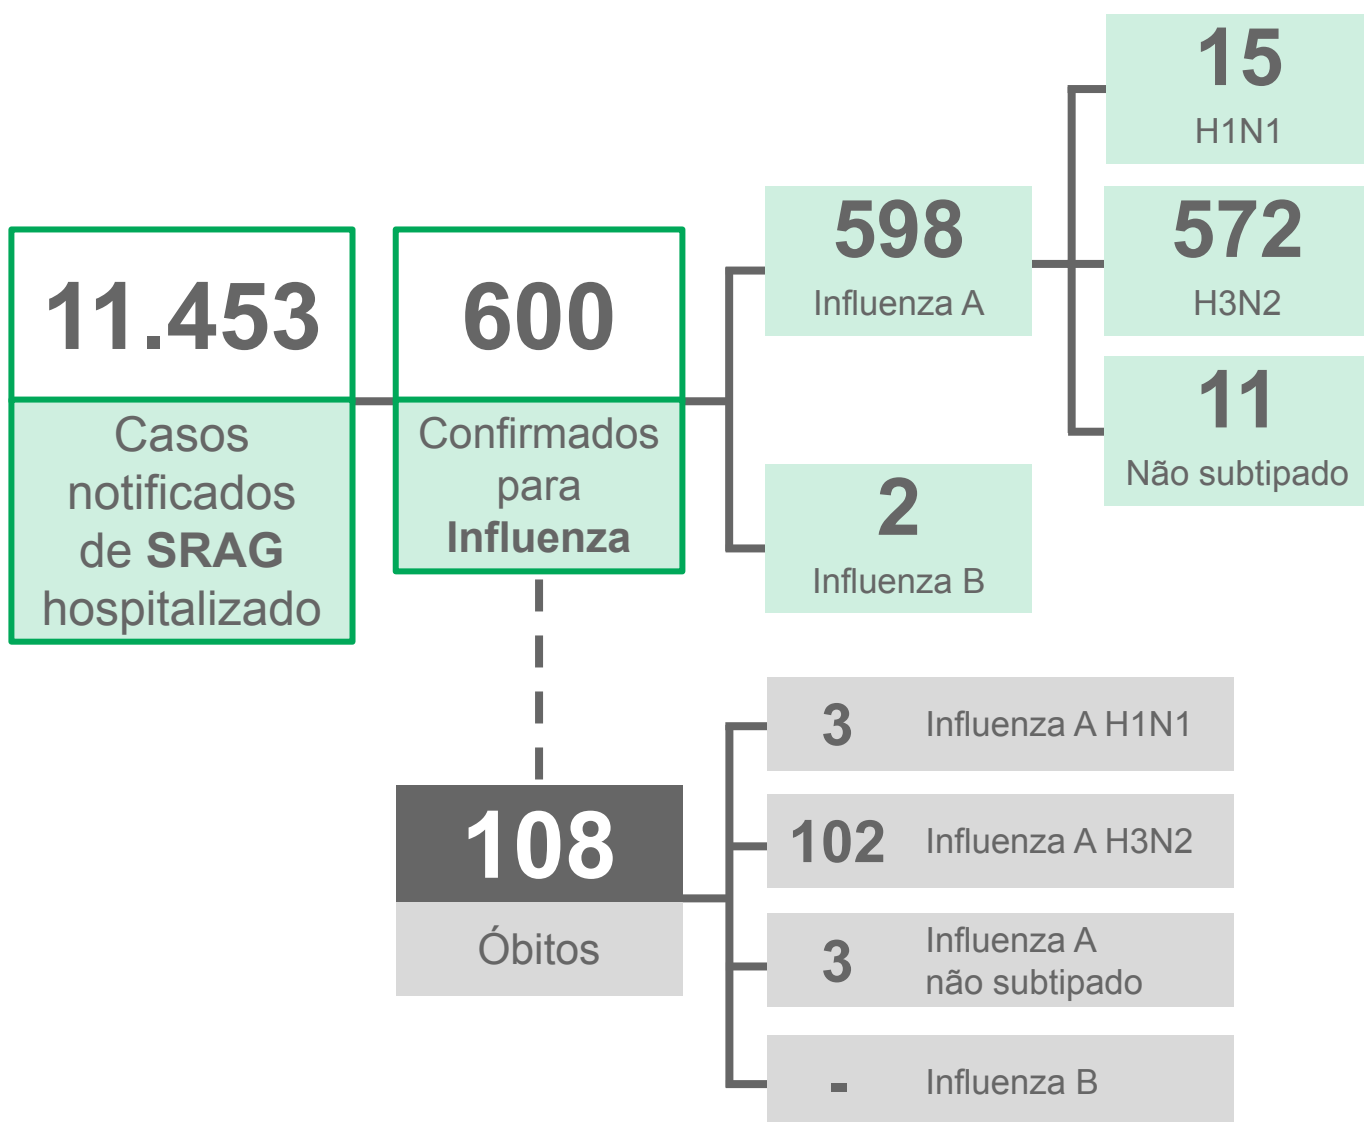 11.453
Casos
notificados
de SRAG
hospitalizado
600
Confirmados
para
Influenza
598
Influenza A
2
Influenza B
15
H1N1
572
H3N2
11
Não subtipado
108
Óbitos
3 Influenza A H1N1
102 Influenza A H3N2
3 Influenza A
não subtipado
- Influenza B